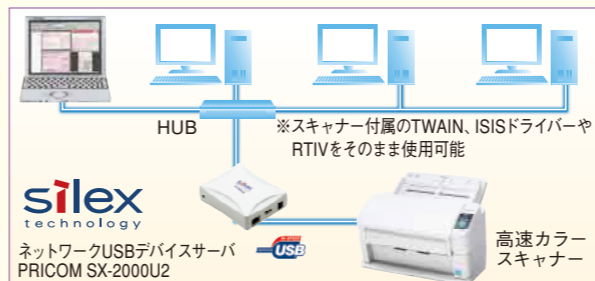 HUB
※スキャナー付属のTWAIN、ISISドライバーや
RTIVをそのまま使用可能
silex
technology
ネットワークUSBデバイスサーバ
PRICOM SX-2000U2
USB
高速カラー
スキャナー